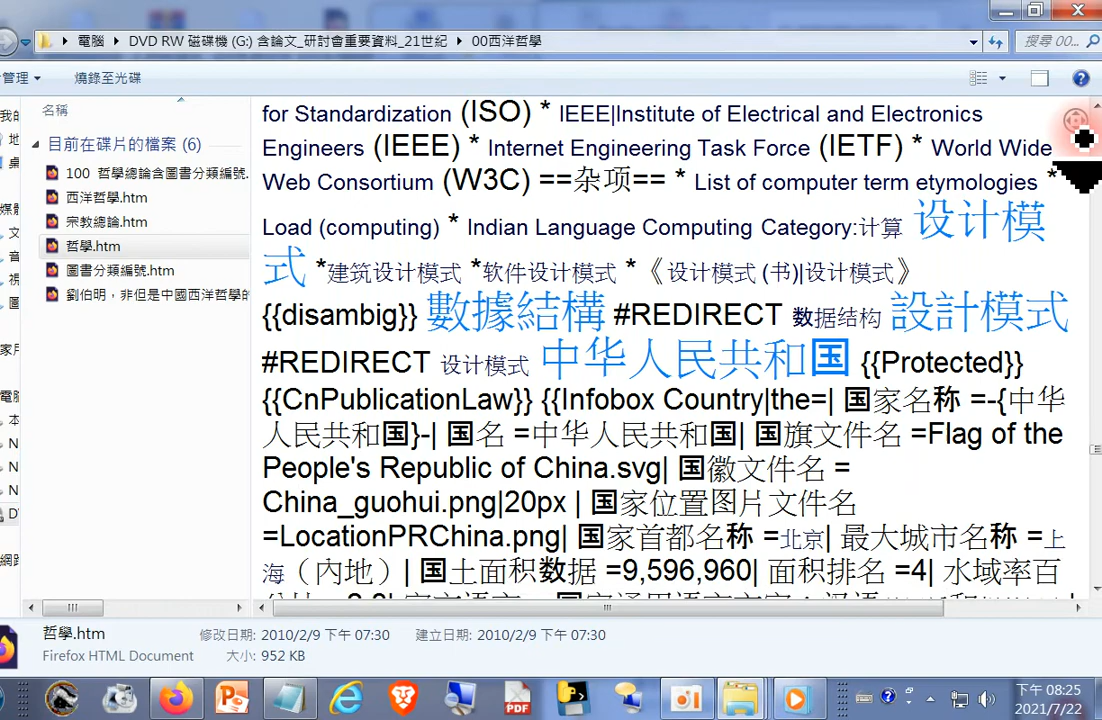 電腦 ▸ DVD RW 磁碟機 (G:) 含論文_研討會重要資料_21世紀 ▸ 00西洋哲學
搜尋 00...
管理
燒錄至光碟
名稱
目前在碟片的檔案 (6)
100 哲學總論含圖書分類編號.
西洋哲學.htm
宗教總論.htm
哲學.htm
圖書分類編號.htm
劉伯明，非但是中國西洋哲學的
for Standardization (ISO) * IEEE|Institute of Electrical and Electronics
Engineers (IEEE) * Internet Engineering Task Force (IETF) * World Wide
Web Consortium (W3C) ==杂项== * List of computer term etymologies *
Load (computing) * Indian Language Computing Category:计算 设计模
式 *建筑设计模式 *软件设计模式 *《设计模式 (书)|设计模式》
{{disambig}} 數據結構 #REDIRECT 数据结构 設計模式
#REDIRECT 设计模式 中华人民共和国 {{Protected}}
{{CnPublicationLaw}} {{Infobox Country|the=| 国家名称 =-{中华
人民共和国}-| 国名 =中华人民共和国| 国旗文件名 =Flag of the
People's Republic of China.svg| 国徽文件名 =
China_guohui.png|20px | 国家位置图片文件名
=LocationPRChina.png| 国家首都名称 =北京| 最大城市名称 =上
海（內地）| 国土面积数据 =9,596,960| 面积排名 =4| 水域率百
哲學.htm
修改日期: 2010/2/9 下午 07:30
建立日期: 2010/2/9 下午 07:30
Firefox HTML Document
大小: 952 KB
下午 08:25
2021/7/22